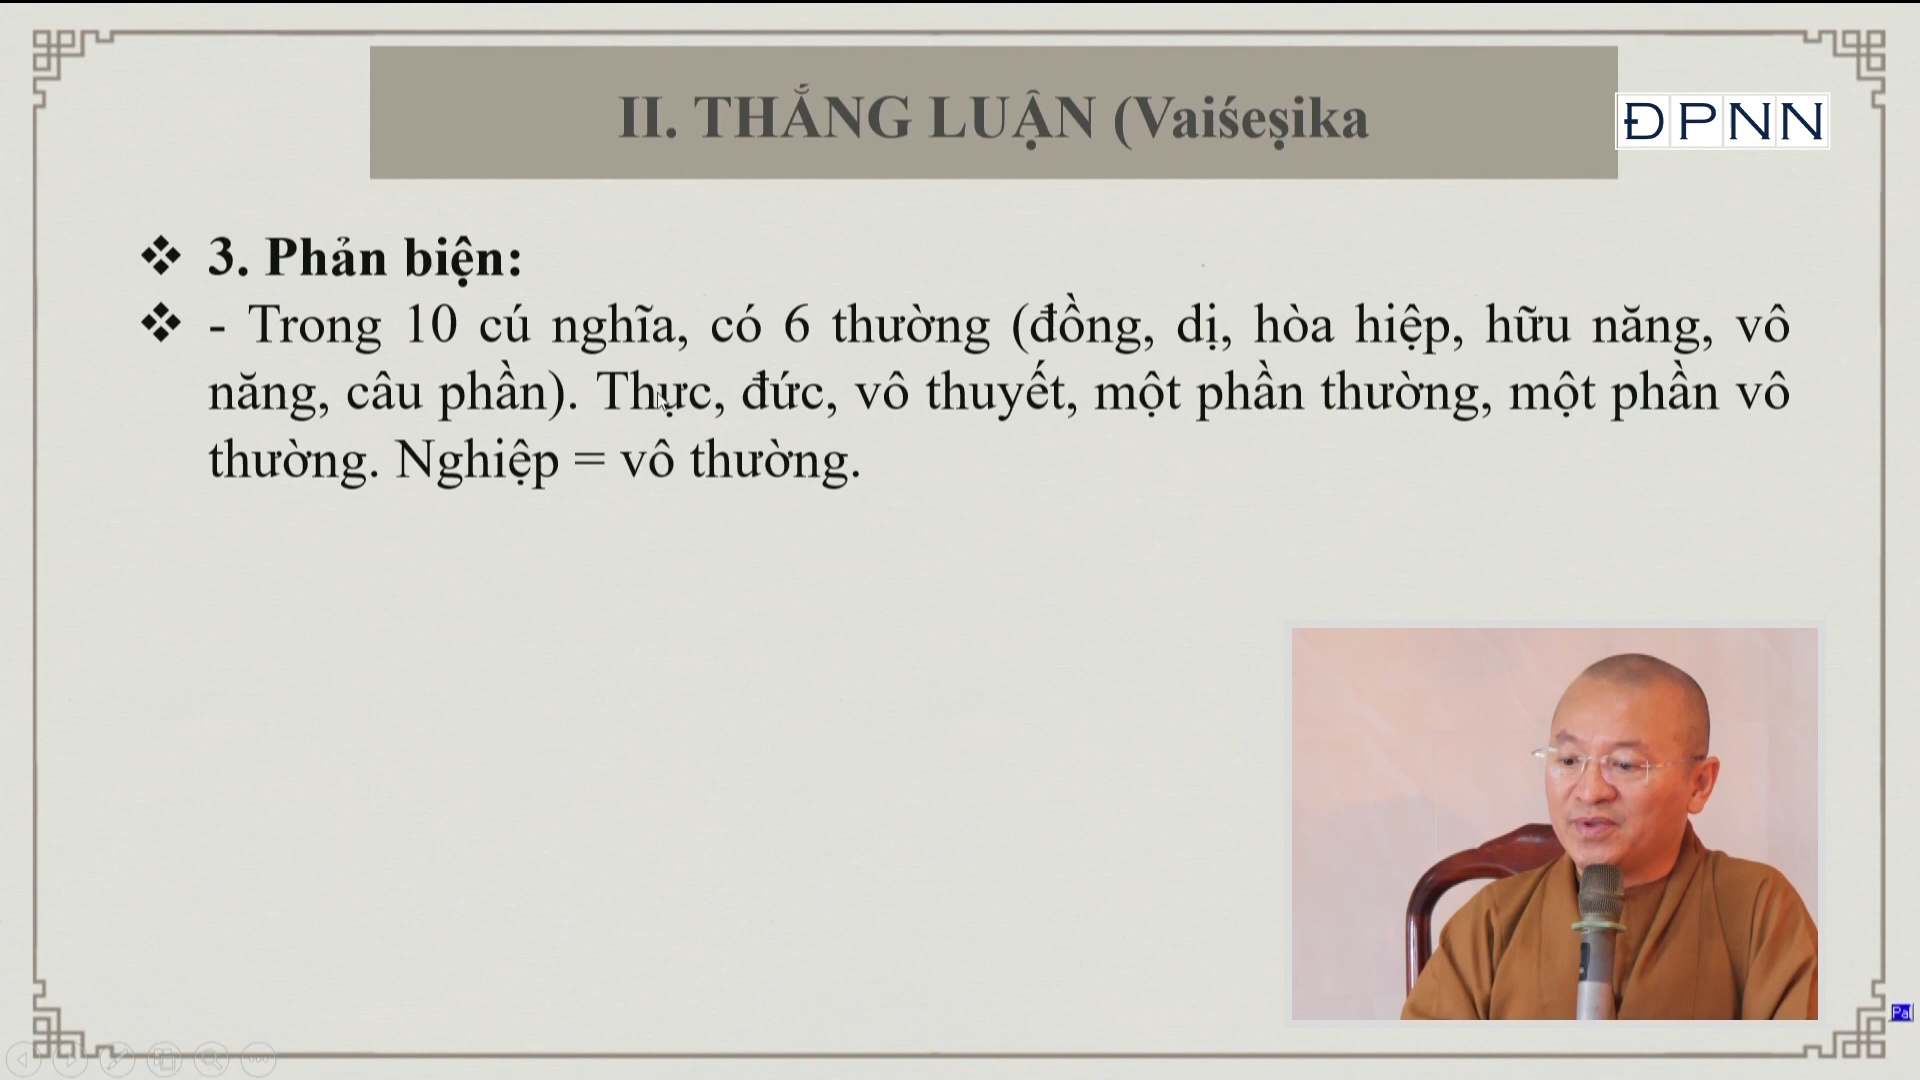 II. THẮNG LUẬN (Vaiśeṣika
ĐPNN
3. Phản biện:
- Trong 10 cú nghĩa, có 6 thường (đồng, dị, hòa hiệp, hữu năng, vô
năng, câu phần). Thực, đức, vô thuyết, một phần thường, một phần vô
thường. Nghiệp = vô thường.
Pa